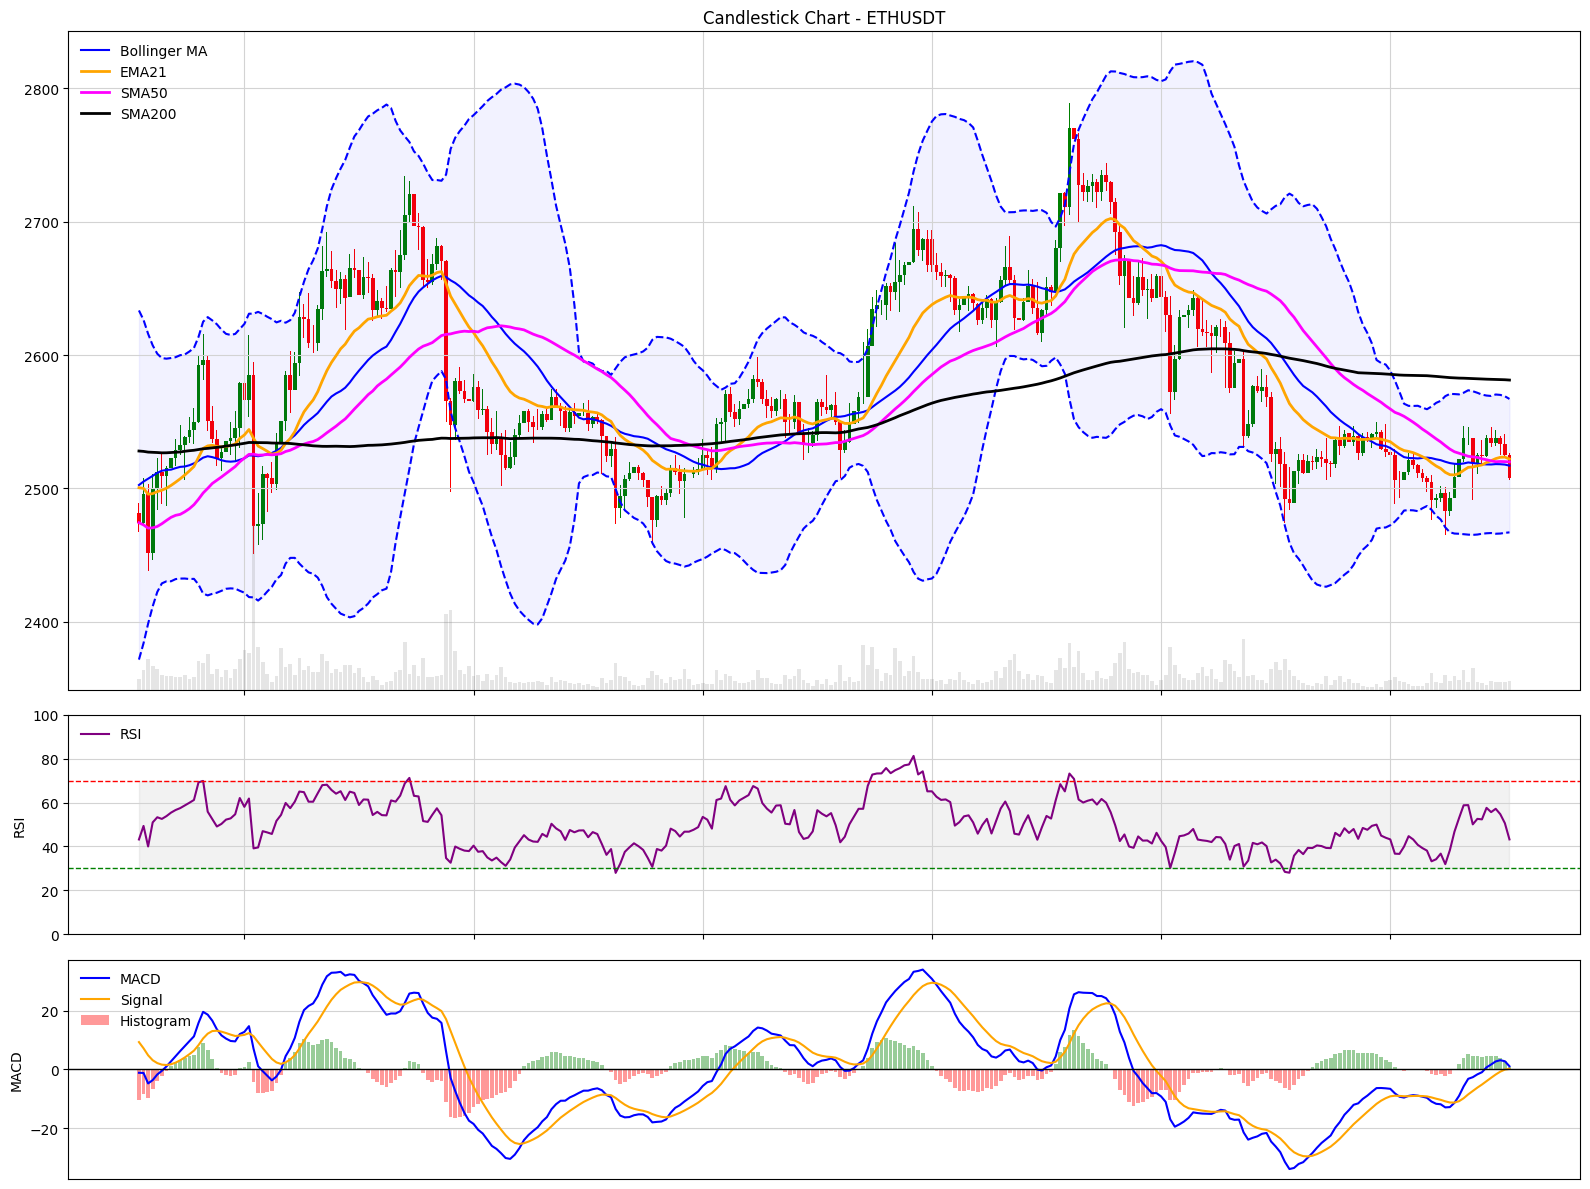 Candlestick Chart - ETHUSDT
Bollinger MA
EMA21
SMA50
SMA200
2800
2700
2600
2500
2400
RSI
100
80
60
40
20
0
RSI
MACD
Signal
Histogram
20
0
−20
MACD